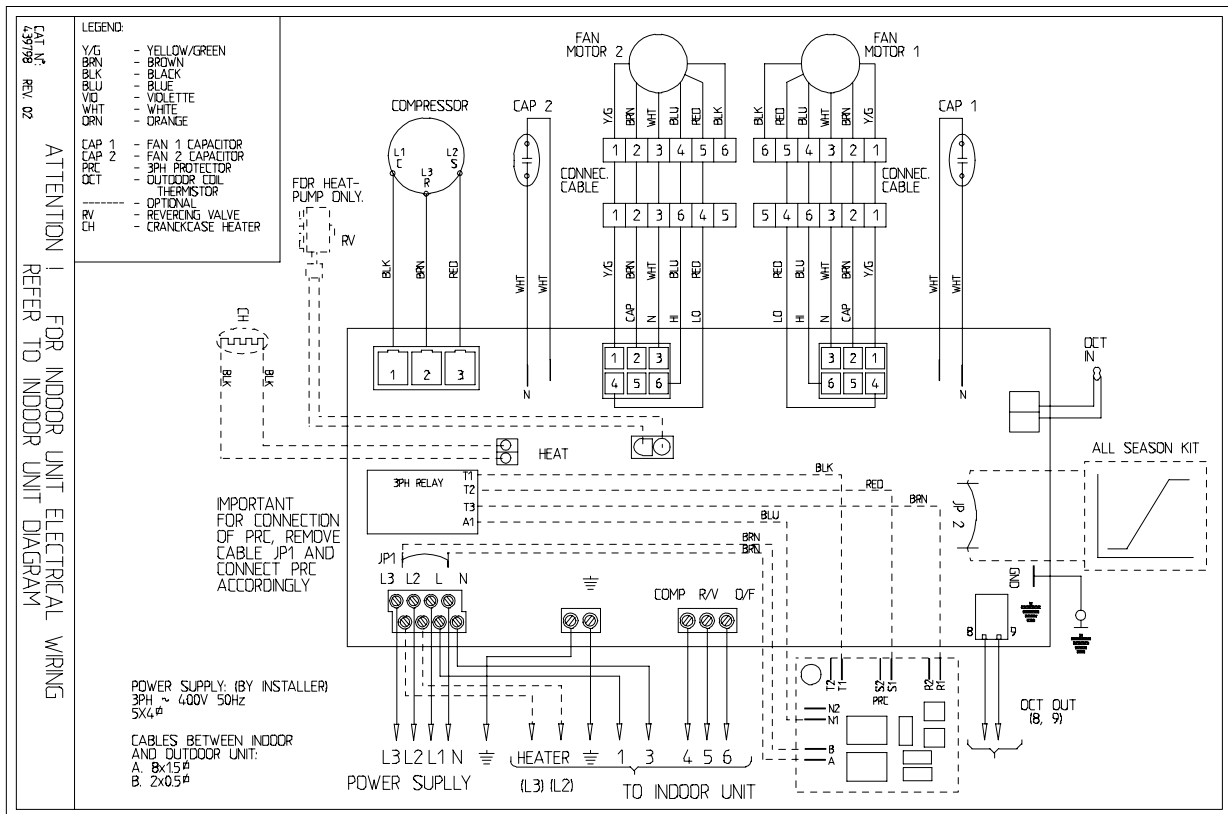 CAT Nº:
439798 REV. 02
ATTENTION ! FOR INDOOR UNIT ELECTRICAL WIRING
REFER TO INDOOR UNIT DIAGRAM
LEGEND:
Y/G - YELLOW/GREEN
BRN - BROWN
BLK - BLACK
BLU - BLUE
VIO - VIOLETTE
WHT - WHITE
ORN - ORANGE
CAP 1 - FAN 1 CAPACITOR
CAP 2 - FAN 2 CAPACITOR
PRC - 3PH PROTECTOR
OCT - OUTDOOR COIL
THERMISTOR
------- - OPTIONAL
RV - REVERCING VALVE
CH - CRANCKCASE HEATER
FAN
MOTOR 2
FAN
MOTOR 1
COMPRESSOR
L1
C
L2
S
L3
R
CAP 2
CAP 1
Y/G BRN WHT BLU RED BLK
BLK RED BLU WHT BRN Y/G
1 2 3 4 5 6
6 5 4 3 2 1
CONNEC.
CABLE
CONNEC.
CABLE
1 2 3 6 4 5
5 4 6 3 2 1
FOR HEAT-
PUMP ONLY.
RV
BLK BRN RED
WHT WHT
Y/G BRN WHT BLU RED
RED BLU WHT BRN Y/G
WHT WHT
CAP N HI LO
LO HI N CAP
CH
BLK BLK
1 2 3
N
1 2 3
4 5 6
3 2 1
6 5 4
N
OCT
IN
HEAT
ALL SEASON KIT
3PH RELAY
T1
T2
T3
A1
BLK
RED
BRN
BLU
BRN
BRN
JP 2
IMPORTANT
FOR CONNECTION
OF PRC, REMOVE
CABLE JP1 AND
CONNECT PRC
ACCORDINGLY
JP1
L3 L2 L N
COMP R/V O/F
GND
8 9
T2 T1 S2 S1 R2 R1
PRC
N2
N1
B
A
OCT OUT
(8, 9)
POWER SUPPLY: (BY INSTALLER)
3PH ~ 400V 50Hz
5X4
CABLES BETWEEN INDOOR
AND OUTDOOR UNIT:
A. 8x1.5
B. 2x0.5
L3 L2 L1 N
HEATER
1 3 4 5 6
POWER SUPLLY
(L3) (L2)
TO INDOOR UNIT